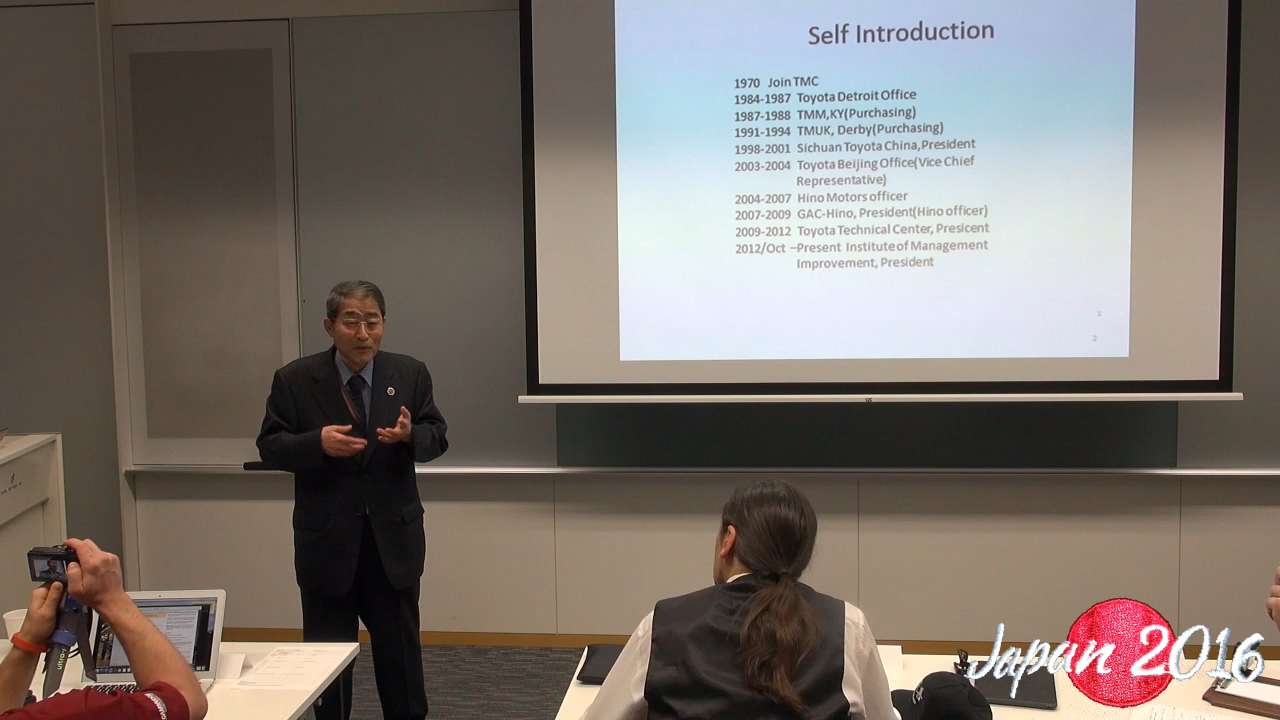 Self Introduction
1970 Join TMC
1984-1987 Toyota Detroit Office
1987-1988 TMM,KY(Purchasing)
1991-1994 TMUK, Derby(Purchasing)
1998-2001 Sichuan Toyota China,President
2003-2004 Toyota Beijing Office(Vice Chief
Representative)
2004-2007 Hino Motors officer
2007-2009 GAC-Hino, President(Hino officer)
2009-2012 Toyota Technical Center, Presicent
2012/Oct –Present Institute of Management
Improvement, President
2
2
Japan 2016